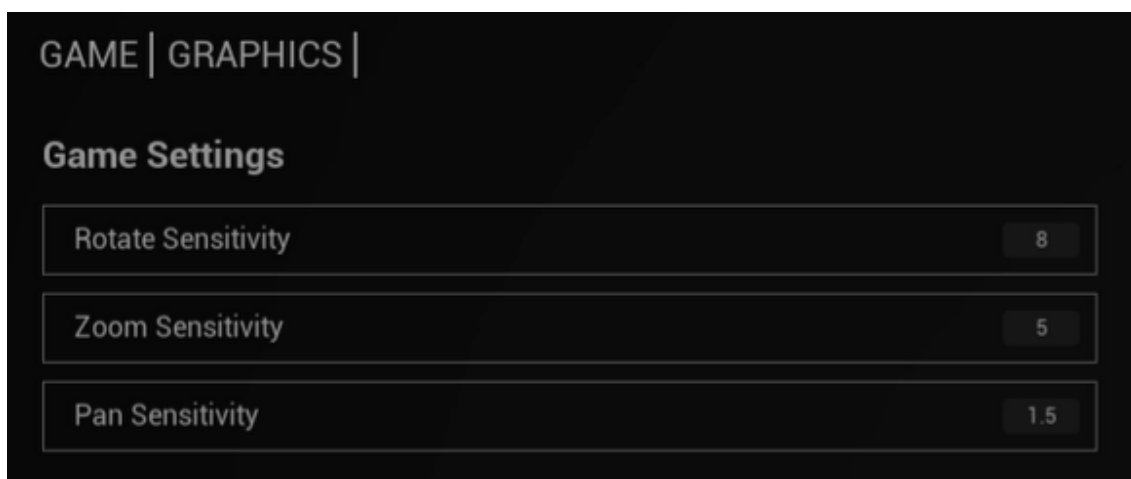 GAME | GRAPHICS |
Game Settings
Rotate Sensitivity 8
Zoom Sensitivity 5
Pan Sensitivity 1.5